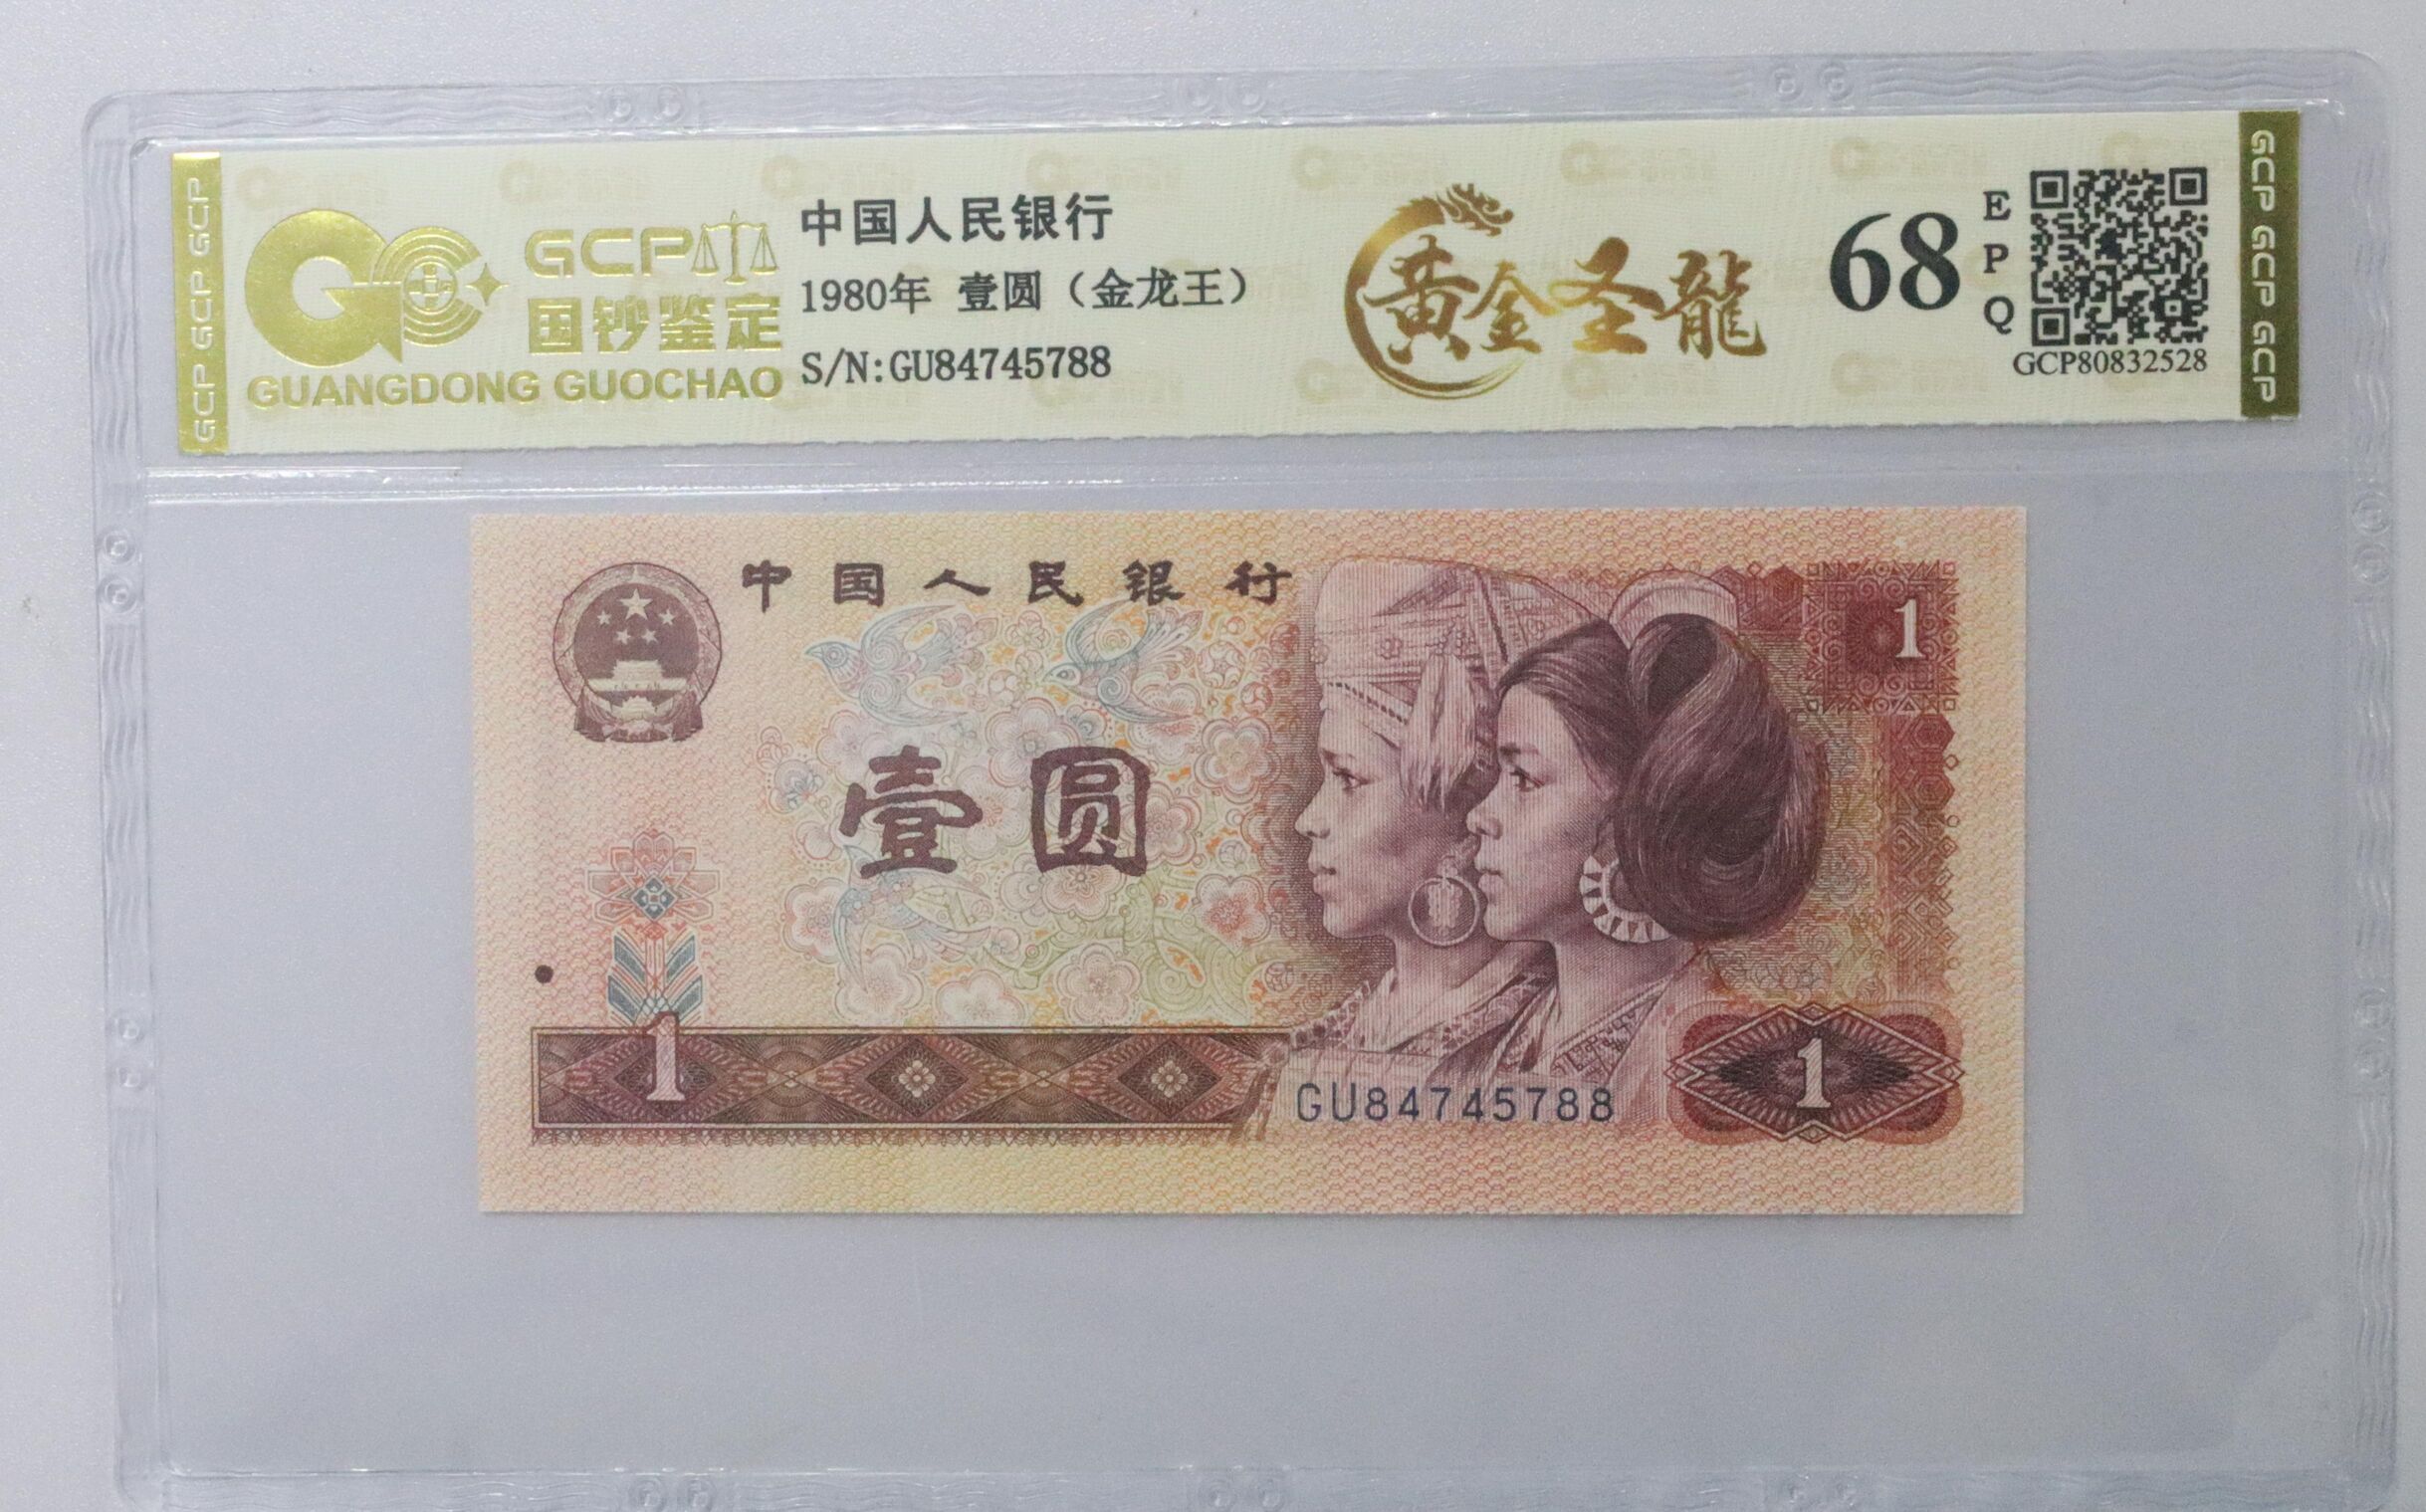 GCP GCP GCP
GCP
国钞鉴定
GUANGDONG GUOCHAO
中国人民银行
1980年 壹圆（金龙王）
S/N:GU84745788
黄金圣龍
68
E
P
Q
GCP80832528
GCP GCP GCP
中国人民银行
1
壹圆
1
GU84745788
1